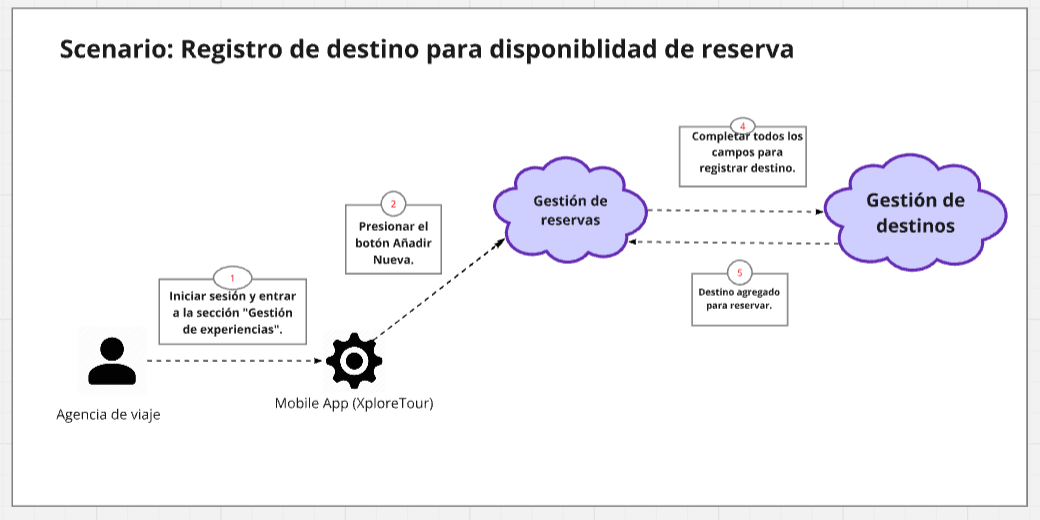 Scenario: Registro de destino para disponiblidad de reserva
4
Completar todos los
campos para
registrar destino.
Gestión de
reservas
Gestión de
destinos
2
Presionar el
botón Añadir
Nueva.
1
Iniciar sesión y entrar
a la sección "Gestión
de experiencias".
5
Destino agregado
para reservar.
Agencia de viaje
Mobile App (XploreTour)